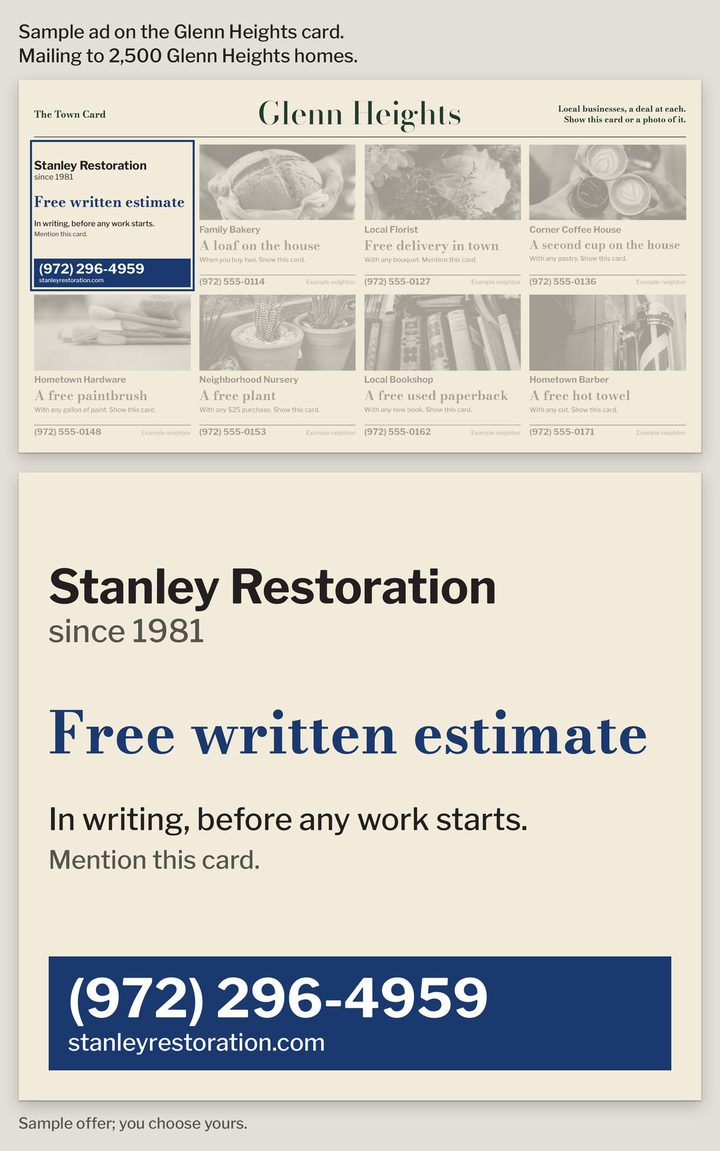 Sample ad on the Glenn Heights card.
Mailing to 2,500 Glenn Heights homes.
The Town Card
Glenn Heights
Local businesses, a deal at each.
Show this card or a photo of it.
Stanley Restoration
since 1981
Free written estimate
In writing, before any work starts.
Mention this card.
(972) 296-4959
stanleyrestoration.com
Family Bakery
A loaf on the house
When you buy two. Show this card.
(972) 555-0114
Example neighbor
Local Florist
Free delivery in town
With any bouquet. Mention this card.
(972) 555-0127
Example neighbor
Corner Coffee House
A second cup on the house
With any pastry. Show this card.
(972) 555-0136
Example neighbor
Hometown Hardware
A free paintbrush
With any gallon of paint. Show this card.
(972) 555-0148
Example neighbor
Neighborhood Nursery
A free plant
With any $25 purchase. Show this card.
(972) 555-0153
Example neighbor
Local Bookshop
A free used paperback
With any new book. Show this card.
(972) 555-0162
Example neighbor
Hometown Barber
A free hot towel
With any cut. Show this card.
(972) 555-0171
Example neighbor
Stanley Restoration
since 1981
Free written estimate
In writing, before any work starts.
Mention this card.
(972) 296-4959
stanleyrestoration.com
Sample offer; you choose yours.